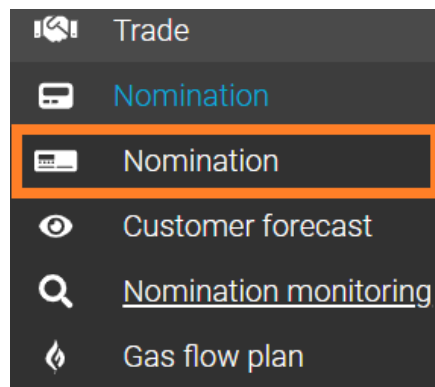 Trade
Nomination
Nomination
Customer forecast
Nomination monitoring
Gas flow plan